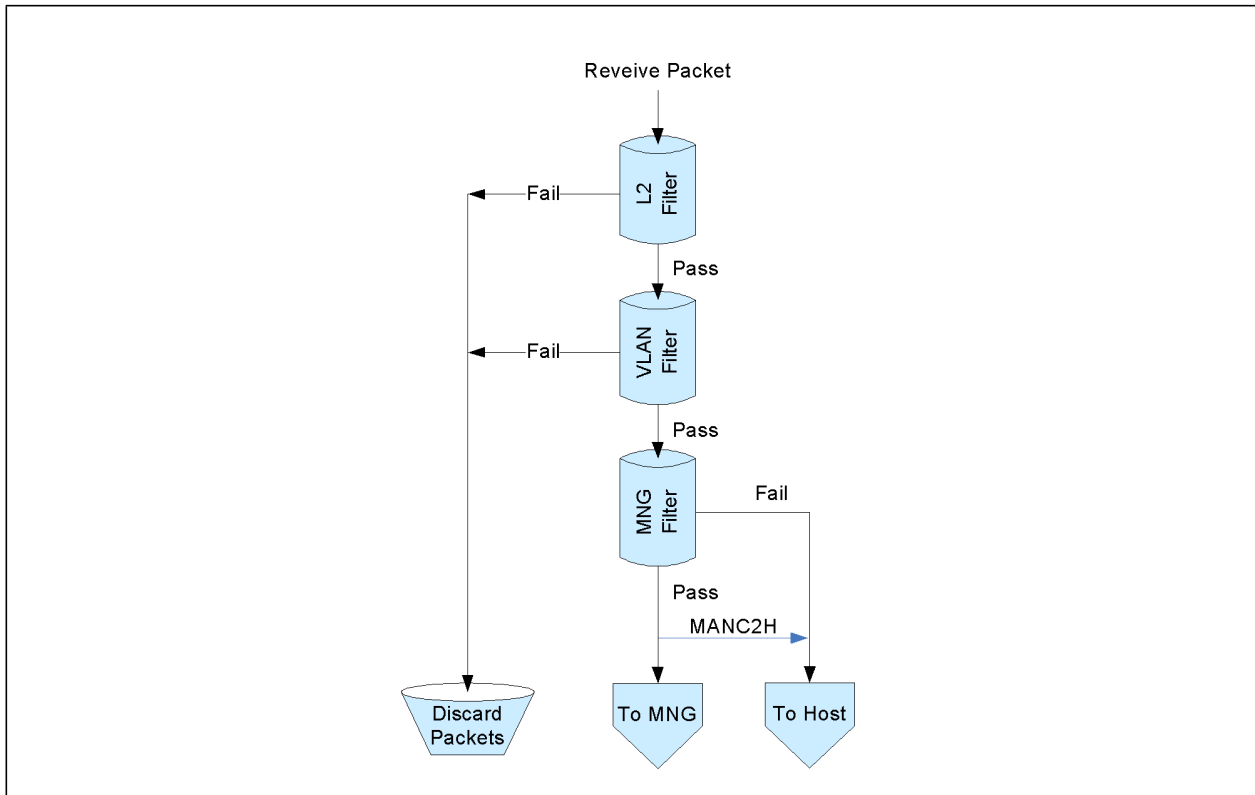 Reveive Packet
L2
Filter
Fail
Pass
VLAN
Filter
Fail
Pass
MNG
Filter
Fail
Pass
MANC2H
Discard
Packets
To MNG
To Host